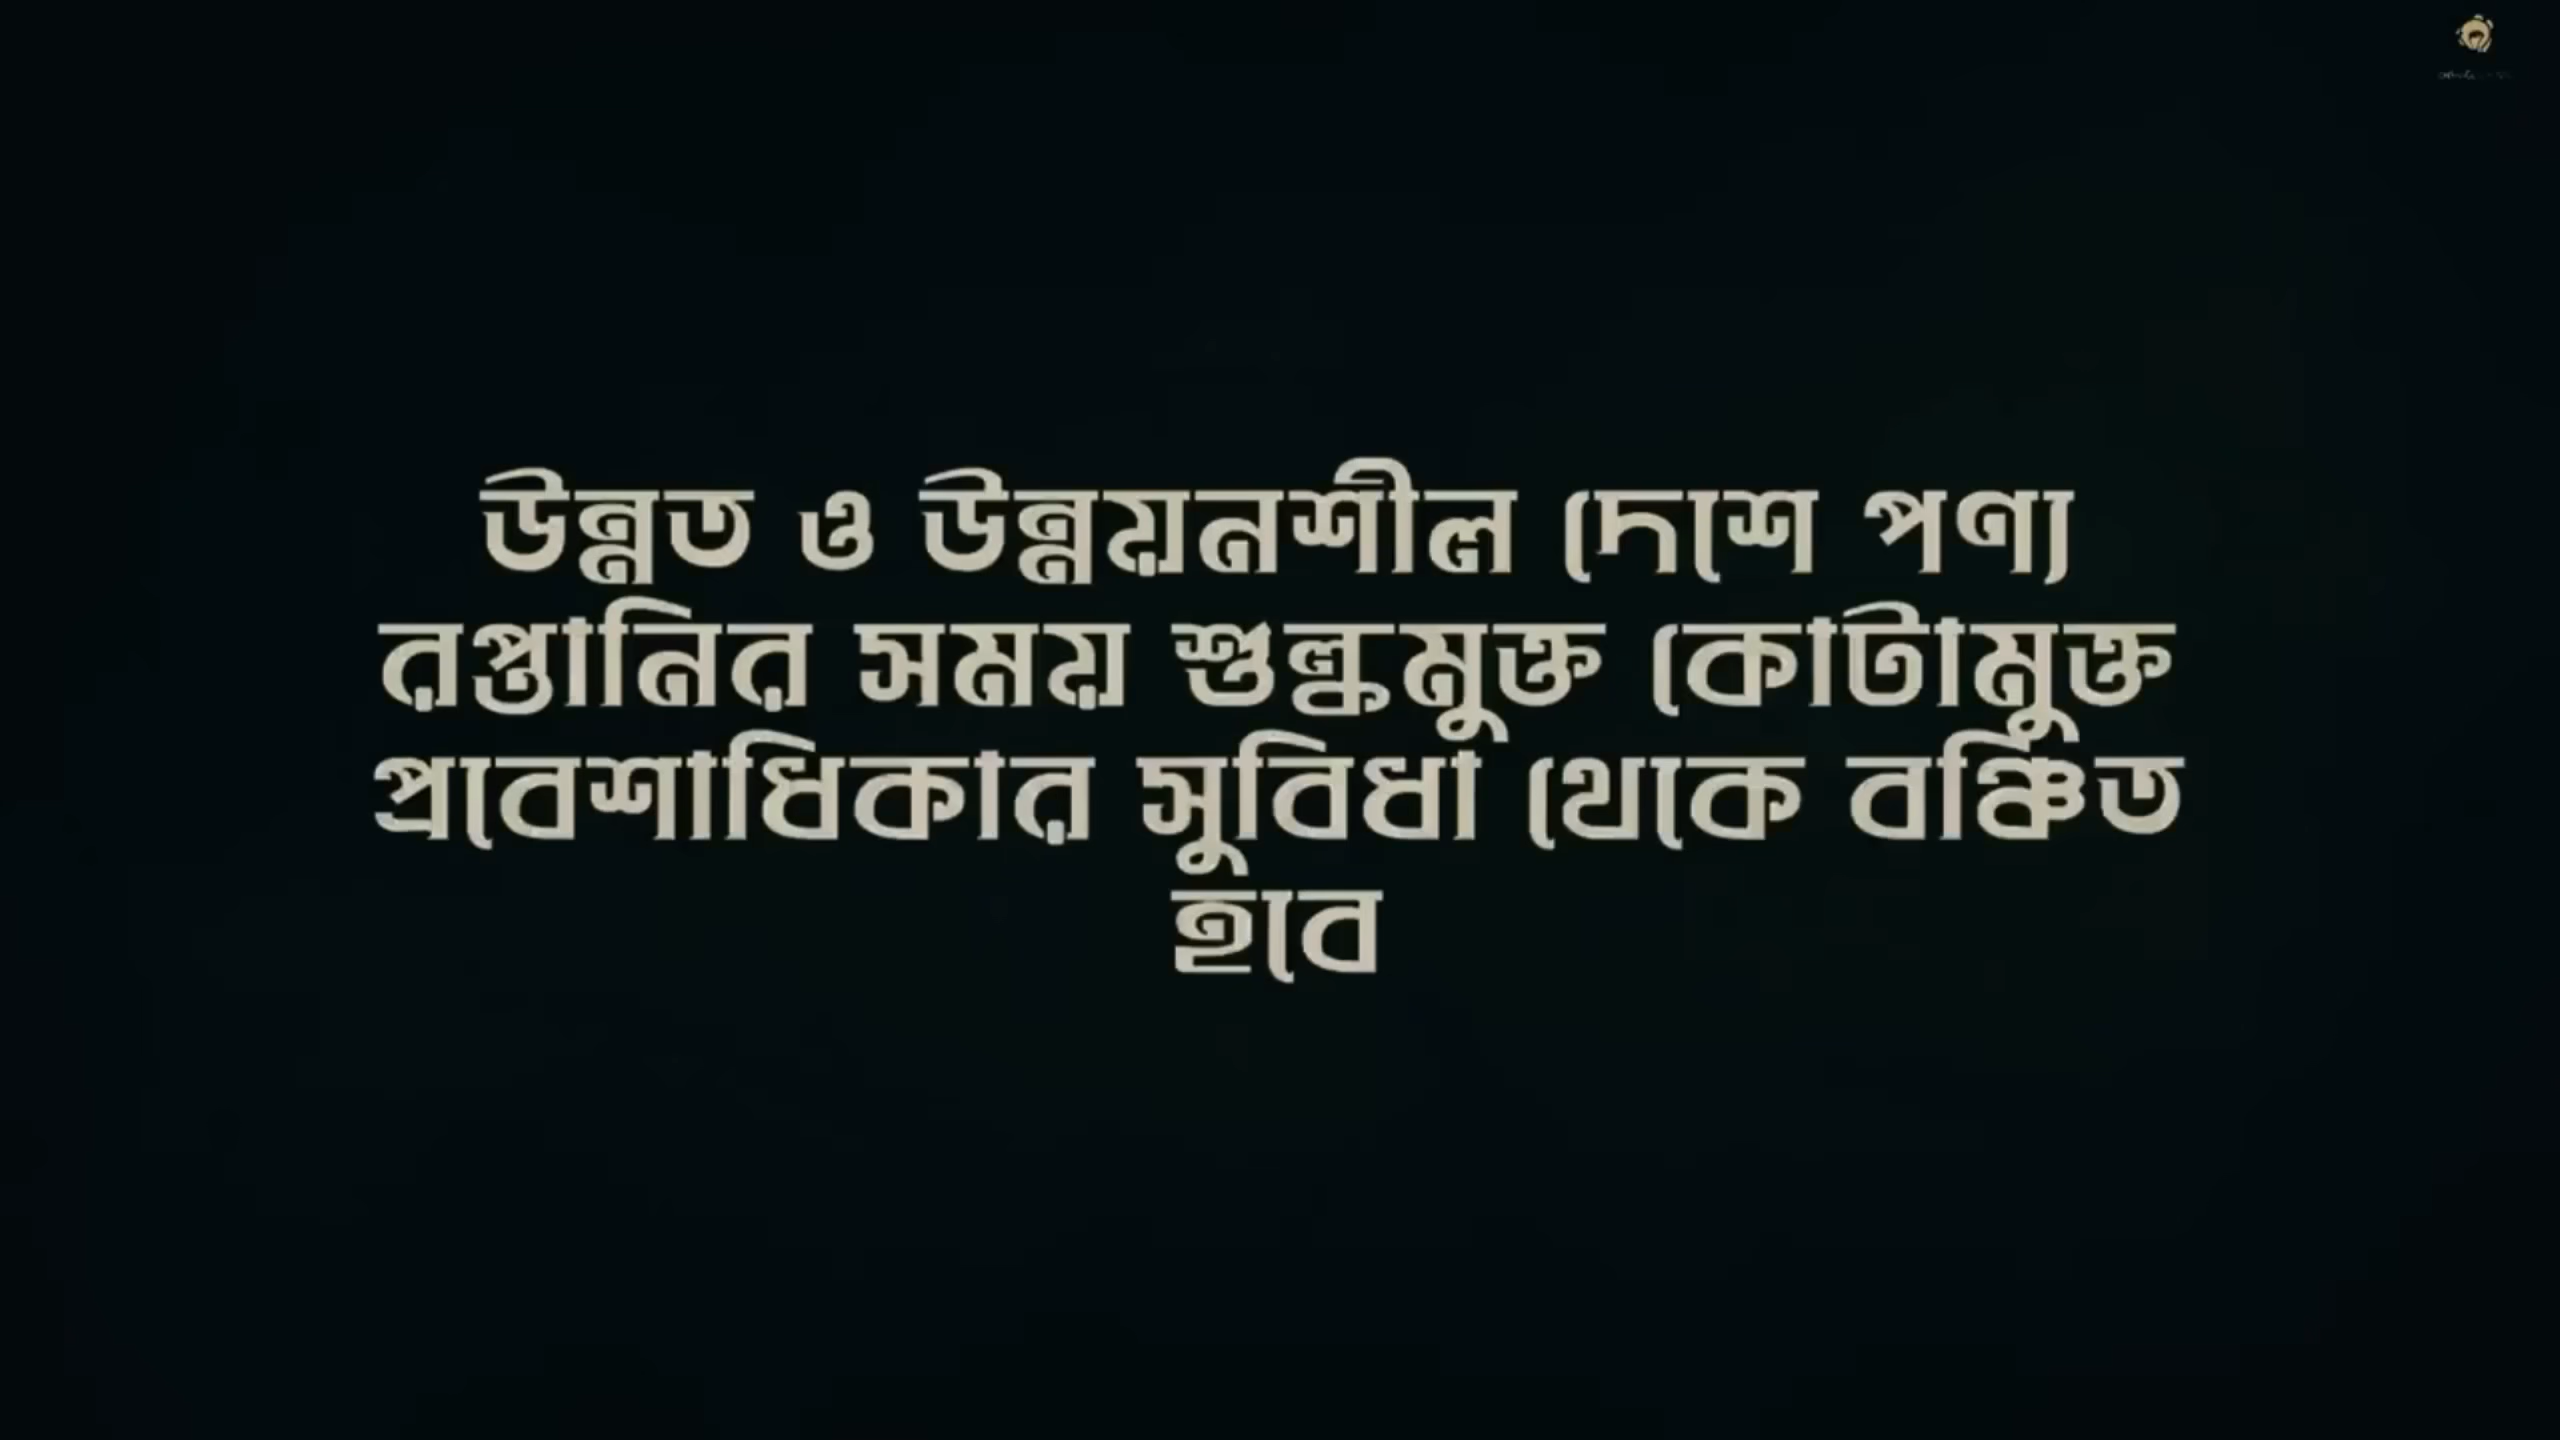 উন্নত ও উন্নয়নশীল দেশে পণ্য
রপ্তানির সময় শুল্কমুক্ত কোটামুক্ত
প্রবেশাধিকার সুবিধা থেকে বঞ্চিত
হবে